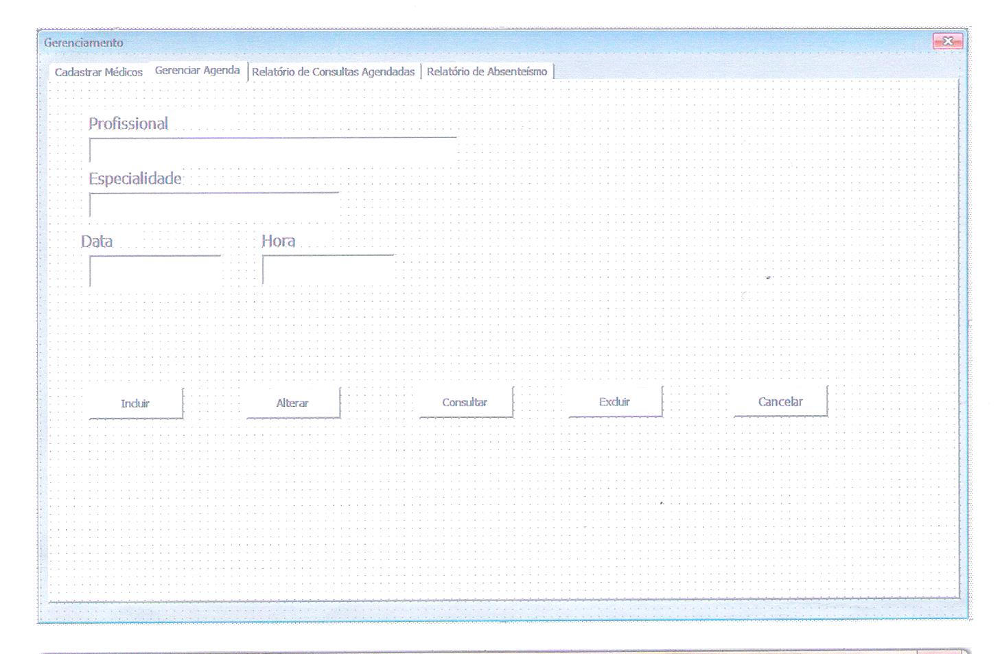 Gerenciamento
Cadastrar Médicos Gerenciar Agenda Relatório de Consultas Agendadas Relatório de Absenteísmo
Profissional
Especialidade
Data Hora
Incluir Alterar Consultar Excluir Cancelar